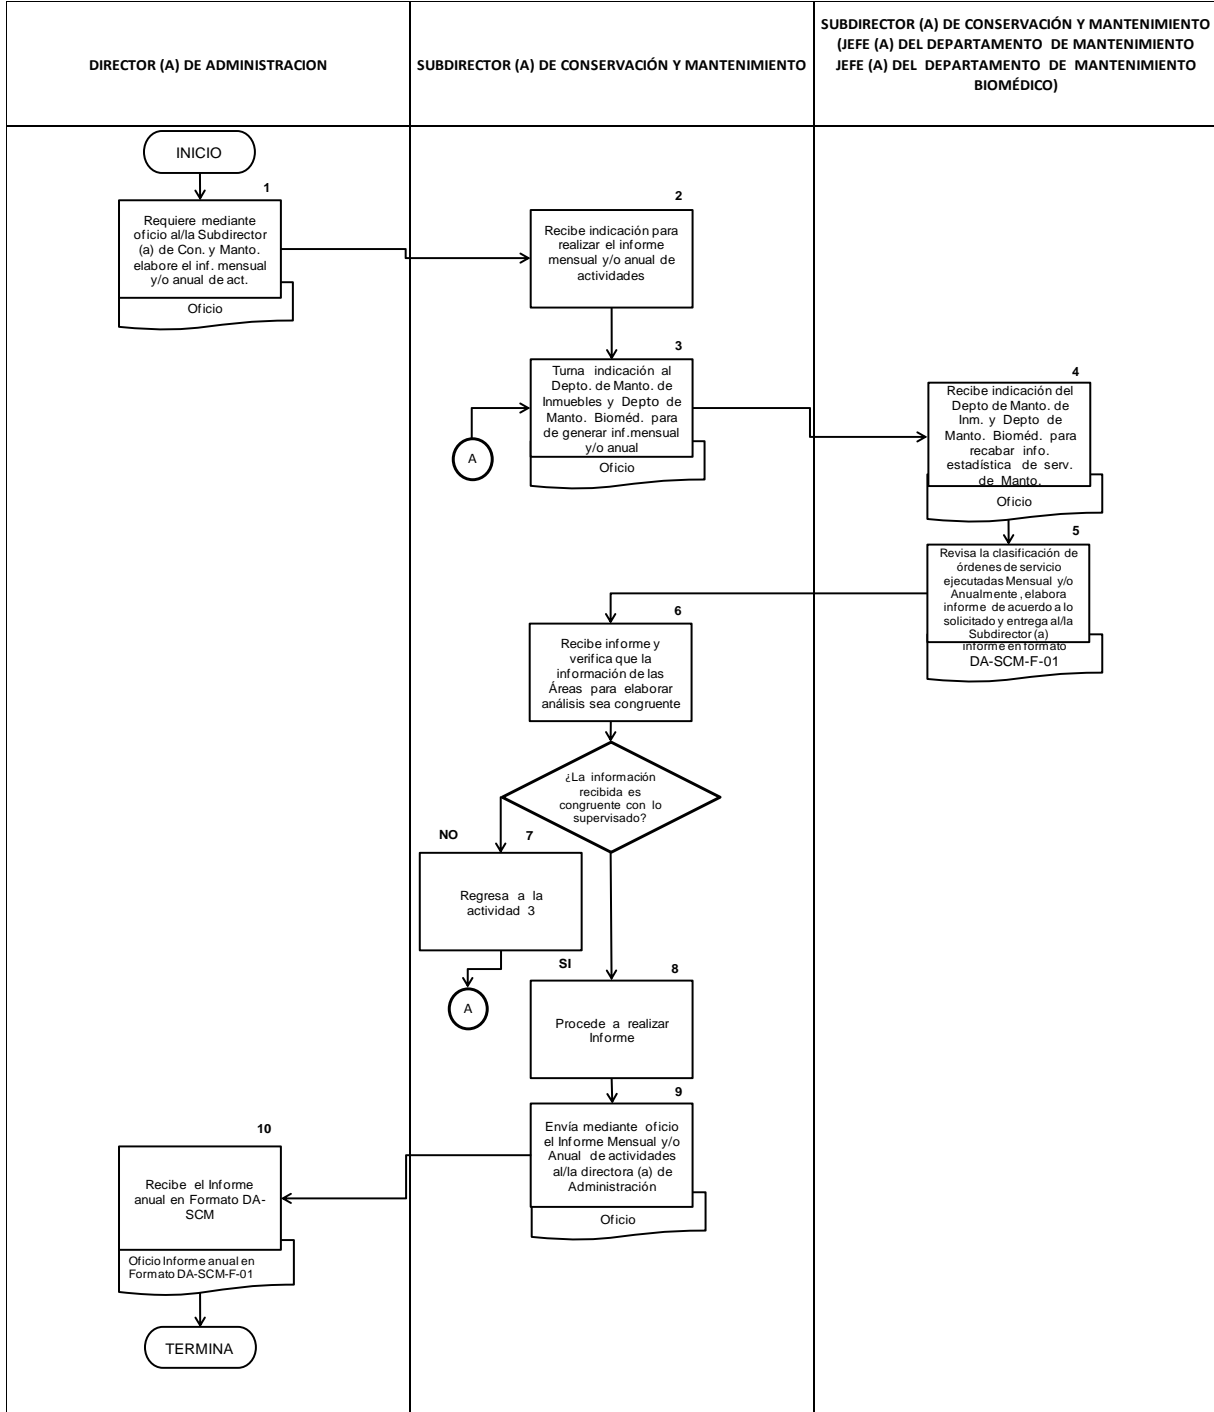 DIRECTOR (A) DE ADMINISTRACION
SUBDIRECTOR (A) DE CONSERVACIÓN Y MANTENIMIENTO
SUBDIRECTOR (A) DE CONSERVACIÓN Y MANTENIMIENTO
(JEFE (A) DEL DEPARTAMENTO DE MANTENIMIENTO
JEFE (A) DEL DEPARTAMENTO DE MANTENIMIENTO
BIOMÉDICO)
INICIO
1
Requiere mediante
oficio al/la Subdirector
(a) de Con. y Manto.
elabore el inf. mensual
y/o anual de act.
Oficio
2
Recibe indicación para
realizar el informe
mensual y/o anual de
actividades
3
Turna indicación al
Depto. de Manto. de
Inmuebles y Depto de
Manto. Bioméd. para
de generar inf.mensual
y/o anual
Oficio
A
4
Recibe indicación del
Depto de Manto. de
Inm. y Depto de
Manto. Bioméd. para
recabar info.
estadística de serv.
de Manto.
Oficio
5
Revisa la clasificación de
órdenes de servicio
ejecutadas Mensual y/o
Anualmente, elabora
informe de acuerdo a lo
solicitado y entrega al/la
Subdirector (a)
informe en formato
DA-SCM-F-01
6
Recibe informe y
verifica que la
información de las
Áreas para elaborar
análisis sea congruente
¿La información
recibida es
congruente con lo
supervisado?
NO
7
Regresa a la
actividad 3
A
SI
8
Procede a realizar
Informe
9
Envía mediante oficio
el Informe Mensual y/o
Anual de actividades
al/la directora (a) de
Administración
Oficio
10
Recibe el Informe
anual en Formato DA-
SCM
Oficio Informe anual en
Formato DA-SCM-F-01
TERMINA